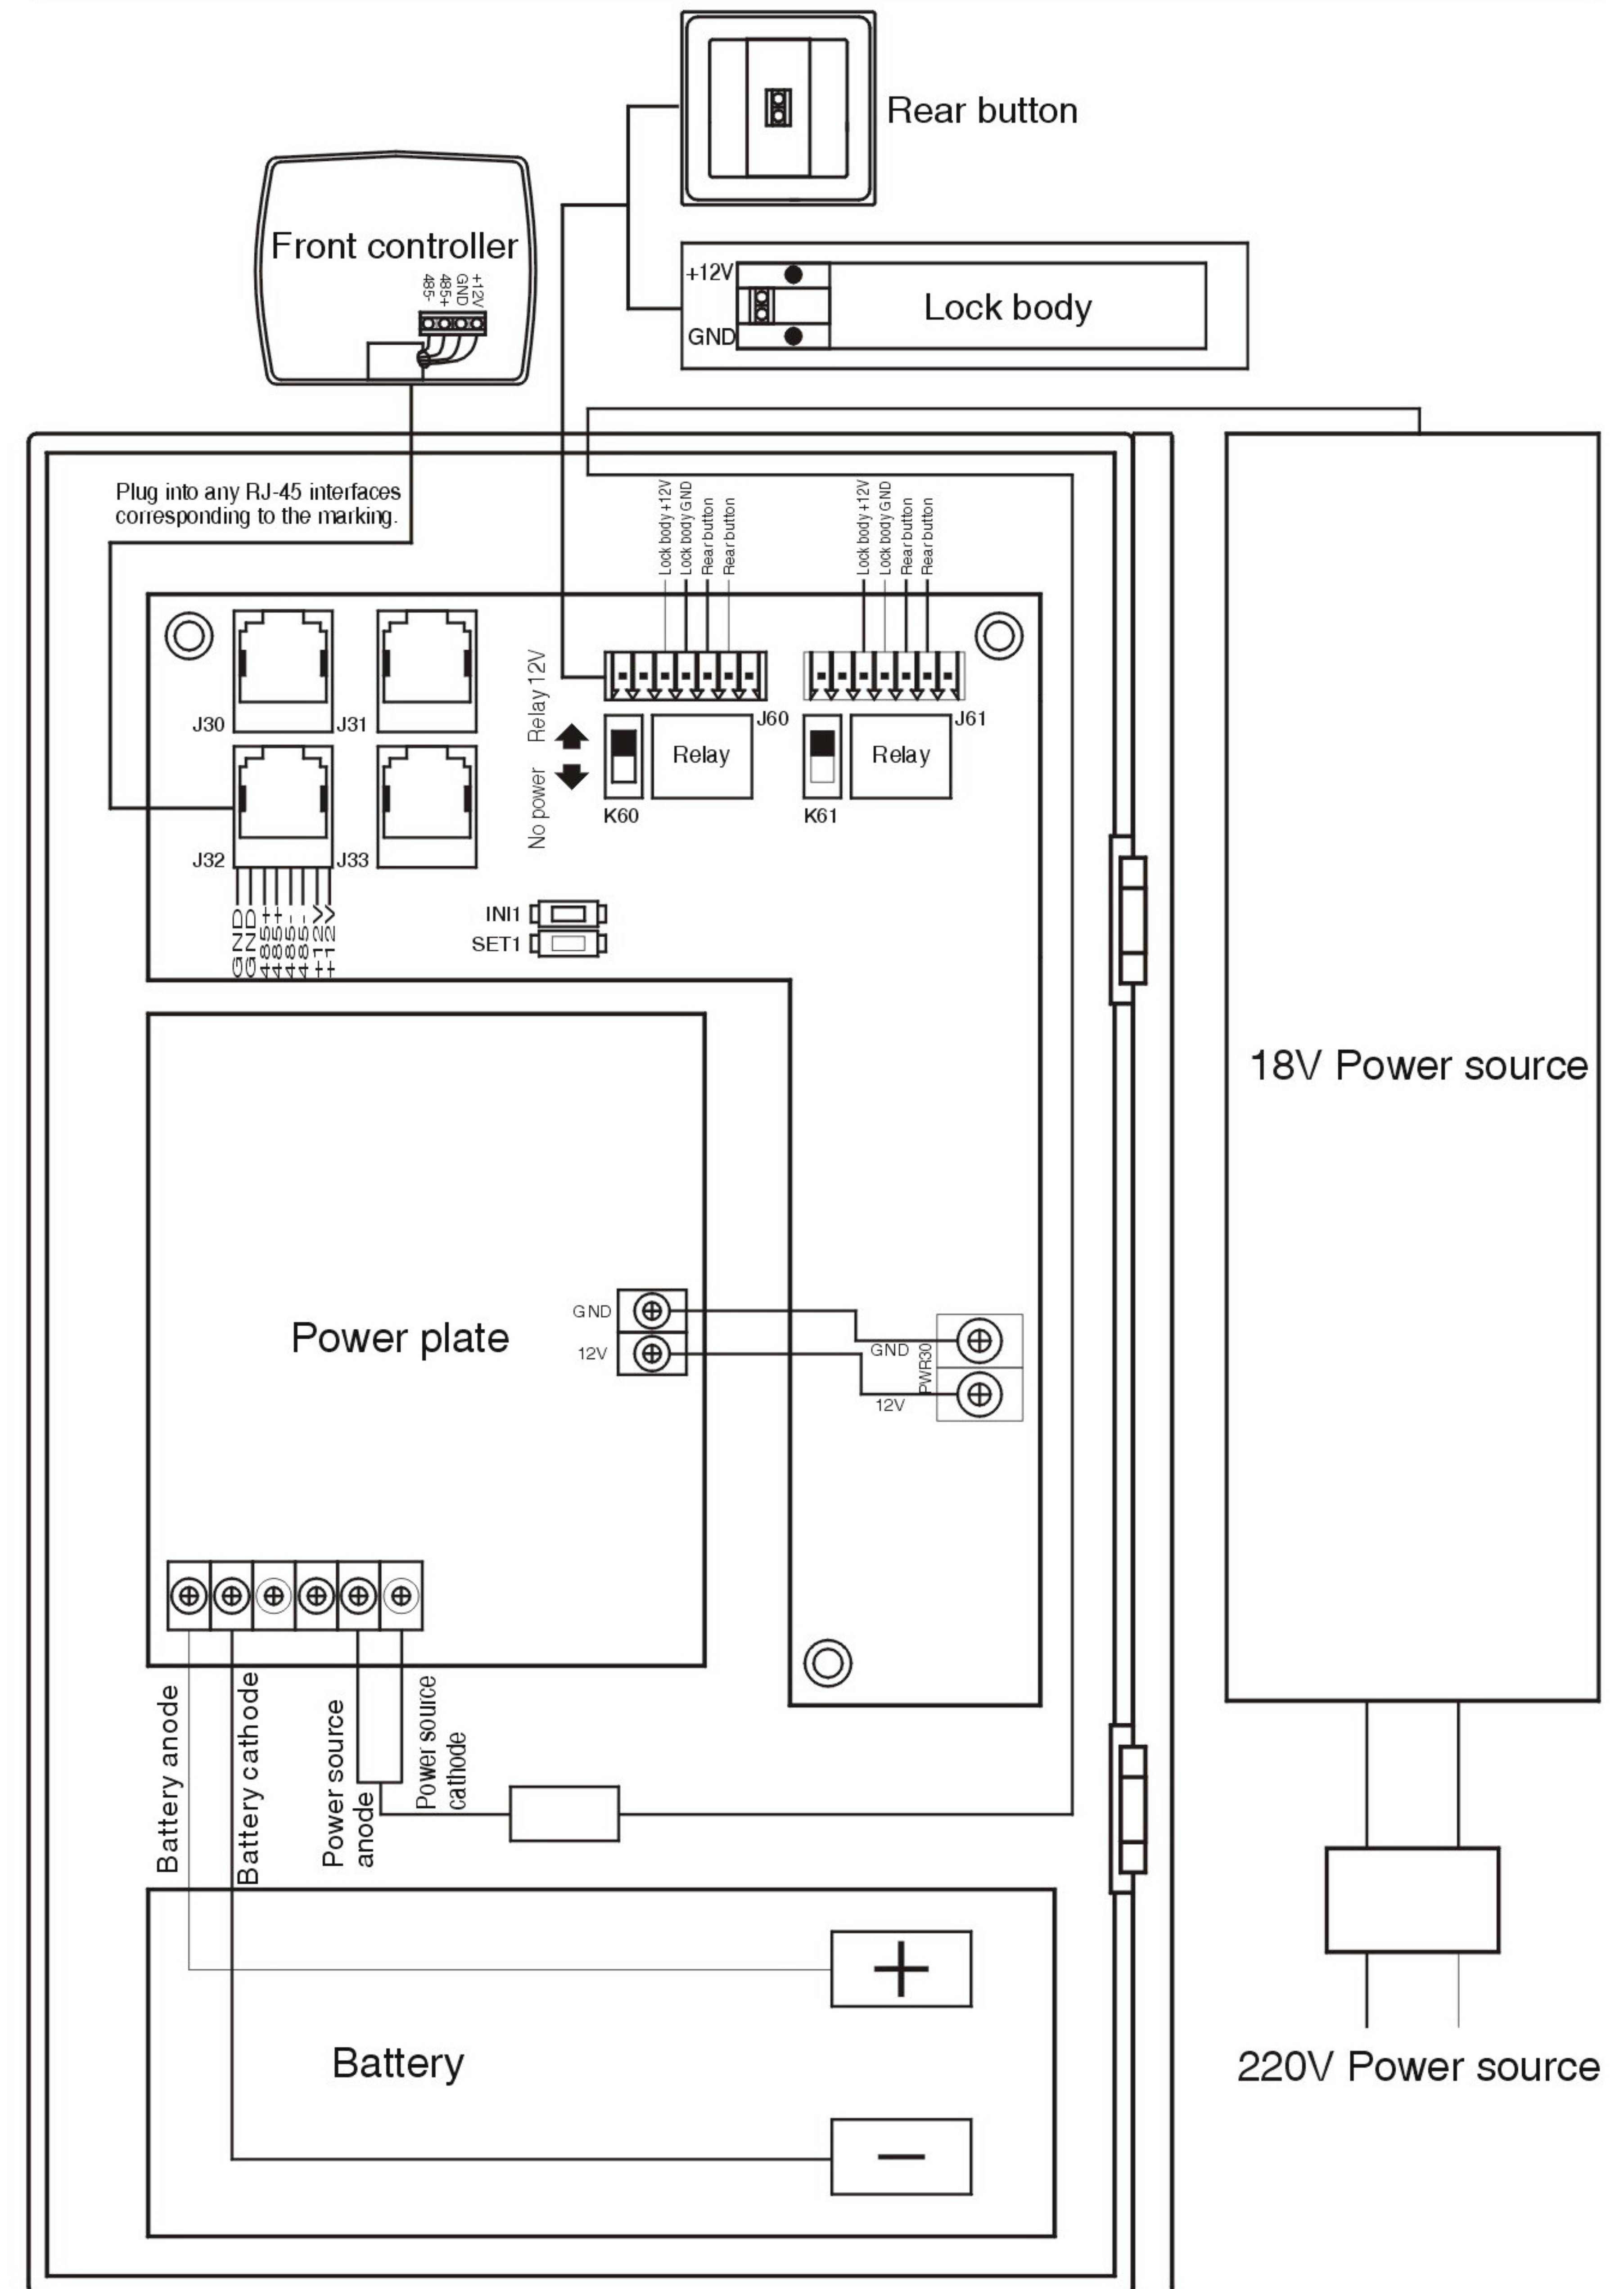 Rear button
Front controller
485-
485+
GND
+12V
+12V
Lock body
GND
Plug into any RJ-45 interfaces
corresponding to the marking.
Lock body +12V
Lock body GND
Rear button
Rear button
Lock body +12V
Lock body GND
Rear button
Rear button
J30
J31
Relay 12V
No power
J60
J61
Relay
Relay
K60
K61
J32
J33
GND
GND
485+
485+
485-
485-
+12V
+12V
INI1
SET1
18V Power source
Power plate
GND
12V
GND
12V
PWR30
Battery anode
Battery cathode
Power source
anode
Power source
cathode
+
Battery
−
220V Power source